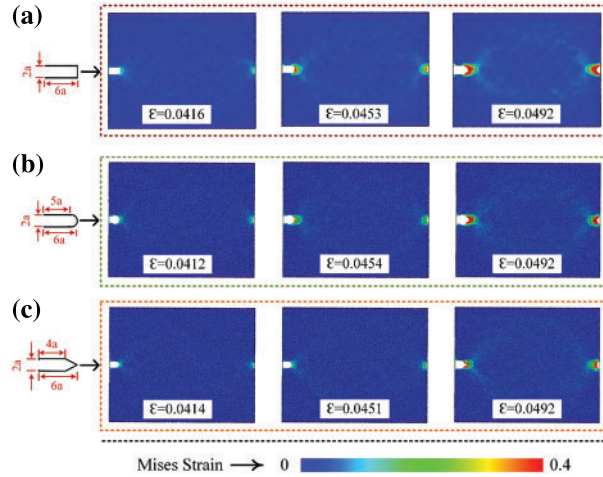 (a)
2a
6a
Ɛ=0.0416
Ɛ=0.0453
Ɛ=0.0492
(b)
5a
2a
6a
Ɛ=0.0412
Ɛ=0.0454
Ɛ=0.0492
(c)
4a
2a
6a
Ɛ=0.0414
Ɛ=0.0451
Ɛ=0.0492
Mises Strain 0 0.4